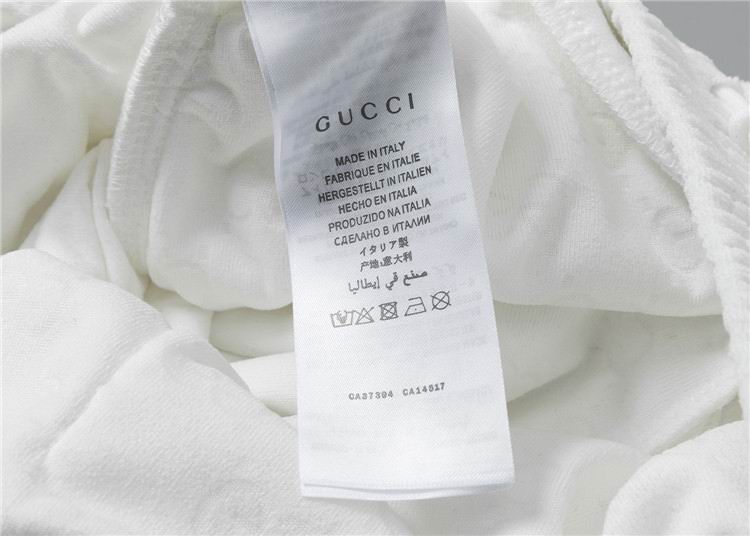 GUCCI
MADE IN ITALY
FABRIQUE EN ITALIE
HERGESTELLT IN ITALIEN
HECHO EN ITALIA
PRODUZIDO NA ITALIA
СДЕЛАНО В ИТАЛИИ
イタリア製
产地:意大利
صنع في إيطاليا
CA37394 CA14517